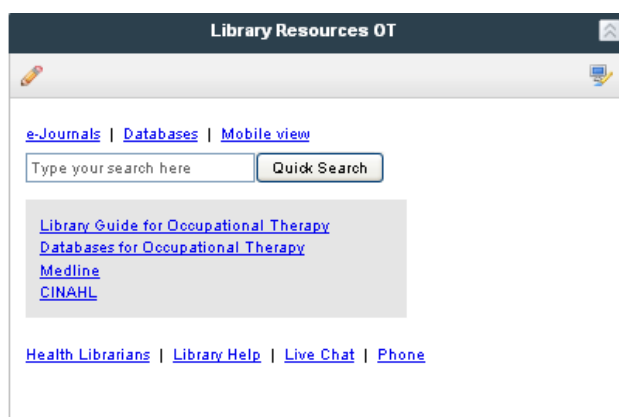 Library Resources OT
e-Journals | Databases | Mobile view
Type your search here Quick Search
Library Guide for Occupational Therapy
Databases for Occupational Therapy
Medline
CINAHL
Health Librarians | Library Help | Live Chat | Phone